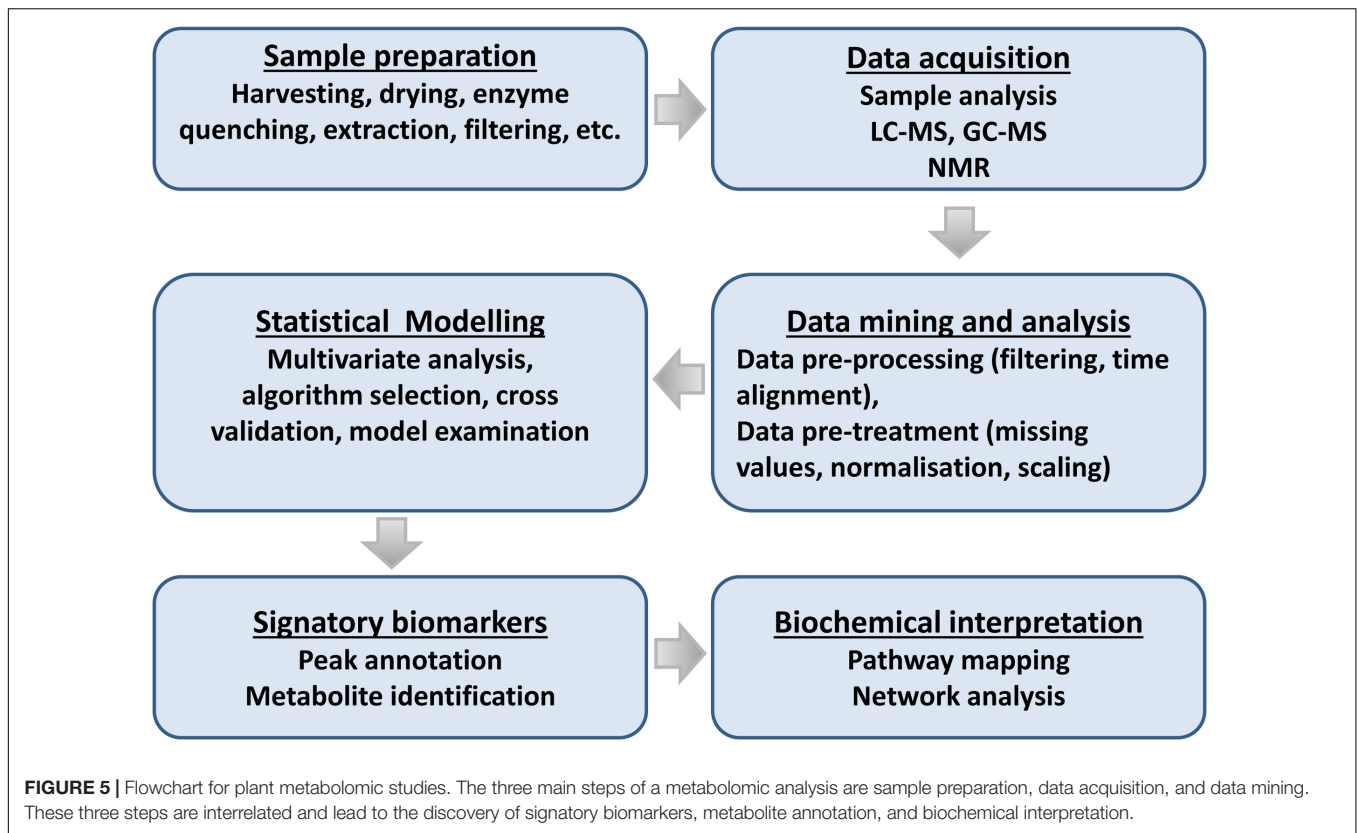 Sample preparation
Harvesting, drying, enzyme
quenching, extraction, filtering, etc.
Data acquisition
Sample analysis
LC-MS, GC-MS
NMR
Data mining and analysis
Data pre-processing (filtering, time
alignment),
Data pre-treatment (missing
values, normalisation, scaling)
Statistical Modelling
Multivariate analysis,
algorithm selection, cross
validation, model examination
Signatory biomarkers
Peak annotation
Metabolite identification
Biochemical interpretation
Pathway mapping
Network analysis
FIGURE 5 | Flowchart for plant metabolomic studies. The three main steps of a metabolomic analysis are sample preparation, data acquisition, and data mining.
These three steps are interrelated and lead to the discovery of signatory biomarkers, metabolite annotation, and biochemical interpretation.